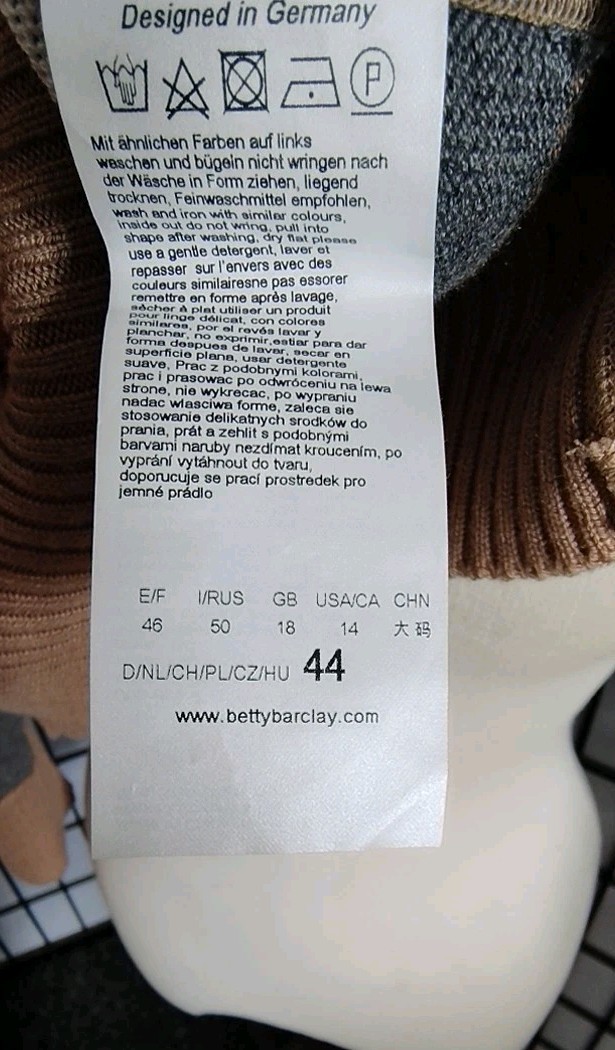 Designed in Germany
P
Mit ähnlichen Farben auf links
waschen und bügeln nicht wringen nach
der Wäsche in Form ziehen, liegend
trocknen, Feinwaschmittel empfohlen,
wash and iron with similar colours,
inside out do not wring, pull into
shape after washing, dry flat please
use a gentle detergent, laver et
repasser sur l'envers avec des
couleurs similairesne pas essorer
remettre en forme après lavage,
sècher à plat utiliser un produit
pour linge délicat, con colores
similares, por el revés lavar y
planchar, no exprimir,estiar para dar
forma despues de lavar, secar en
superficie plana, usar detergente
suave, Prac z podobnymi kolorami,
prac i prasowac po odwróceniu na lewa
strone, nie wykrecac, po wypraniu
nadac wlasciwa forme, zaleca sie
stosowanie delikatnych srodków do
prania, prát a zehlit s podobnými
barvami naruby nezdímat kroucením, po
vyprání vytáhnout do tvaru,
doporucuje se prací prostredek pro
jemné prádlo
E/F I/RUS GB USA/CA CHN
46 50 18 14 大码
D/NL/CH/PL/CZ/HU 44
www.bettybarclay.com